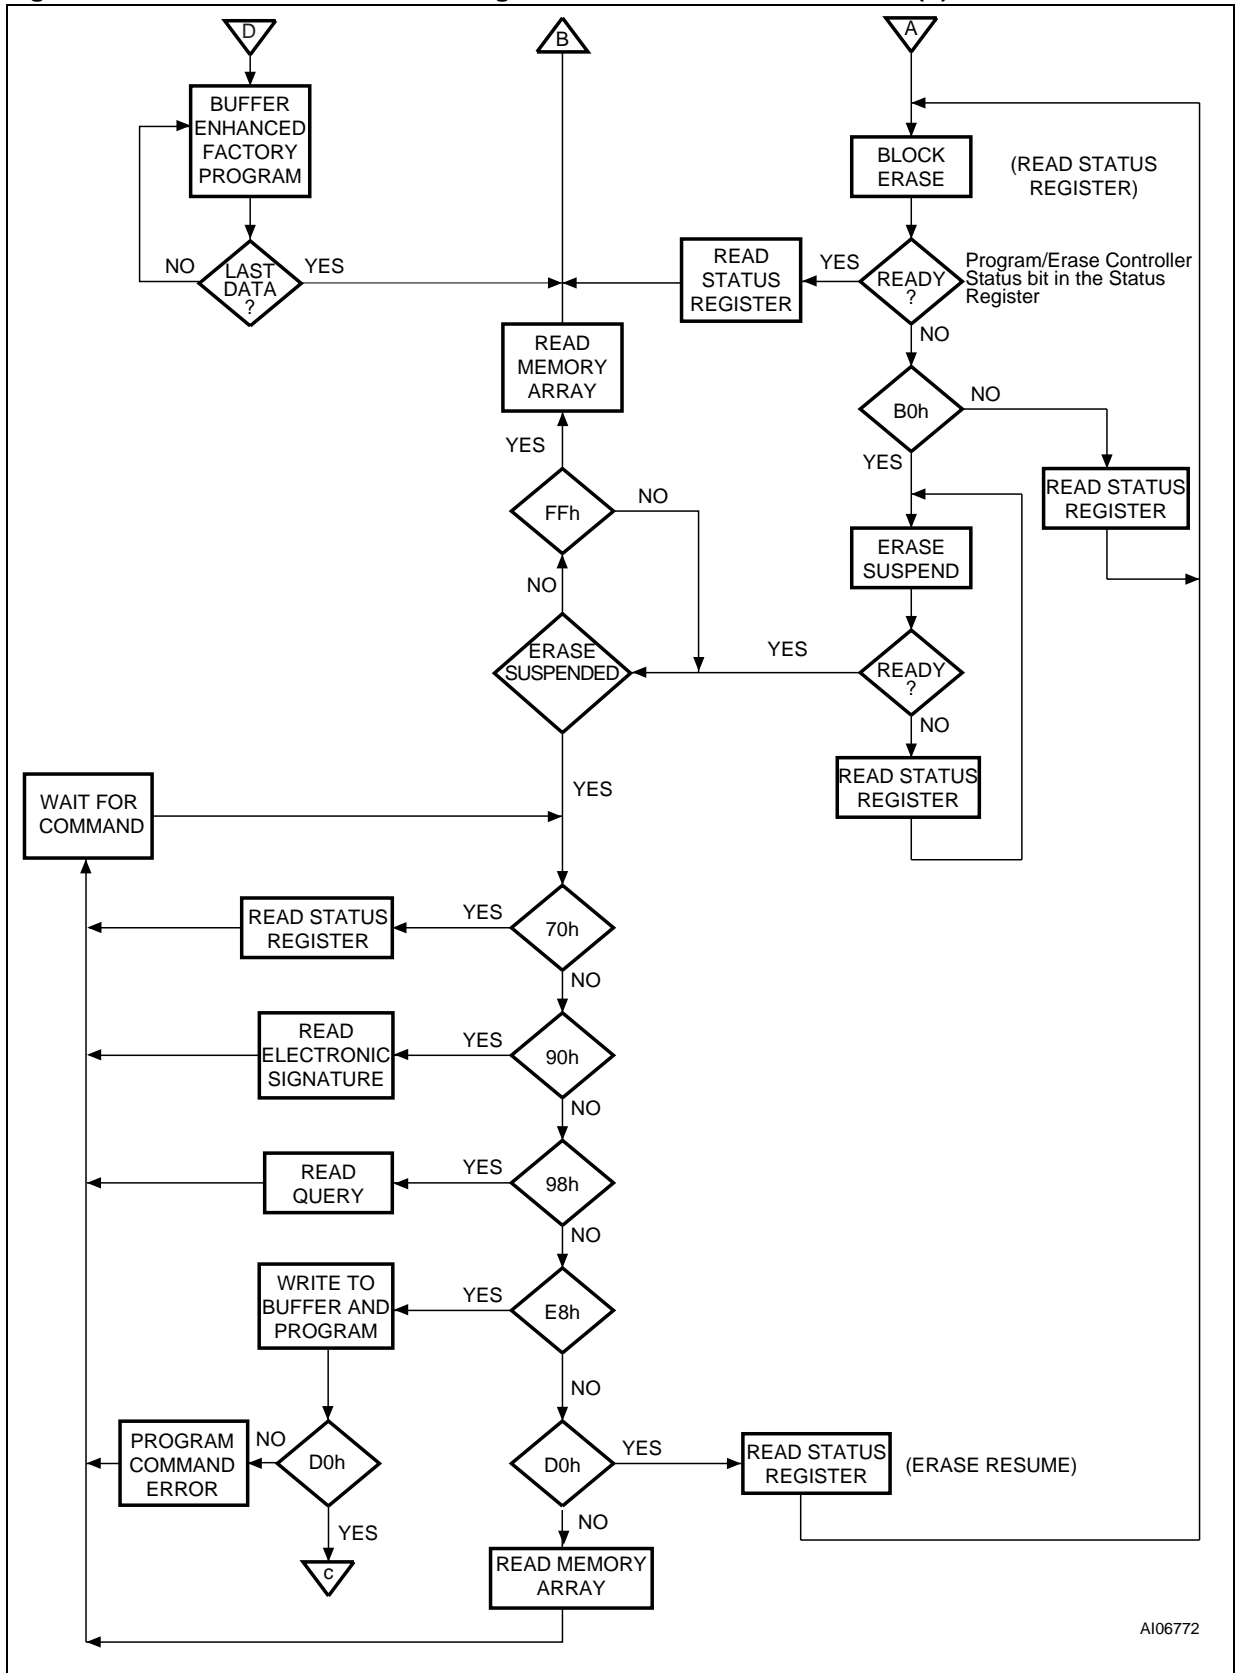 D
B
A
BUFFER
ENHANCED
FACTORY
PROGRAM
BLOCK
ERASE
(READ STATUS
REGISTER)
NO
LAST
DATA
?
YES
READ
STATUS
REGISTER
YES
READY
?
Program/Erase Controller
Status bit in the Status
Register
NO
READ
MEMORY
ARRAY
B0h
NO
YES
YES
READ STATUS
REGISTER
FFh
NO
ERASE
SUSPEND
NO
ERASE
SUSPENDED
YES
READY
?
NO
READ STATUS
REGISTER
YES
WAIT FOR
COMMAND
READ STATUS
REGISTER
YES
70h
NO
READ
ELECTRONIC
SIGNATURE
YES
90h
NO
READ
QUERY
YES
98h
NO
WRITE TO
BUFFER AND
PROGRAM
YES
E8h
NO
PROGRAM
COMMAND
ERROR
NO
D0h
YES
c
D0h
YES
READ STATUS
REGISTER
(ERASE RESUME)
NO
READ MEMORY
ARRAY
AI06772